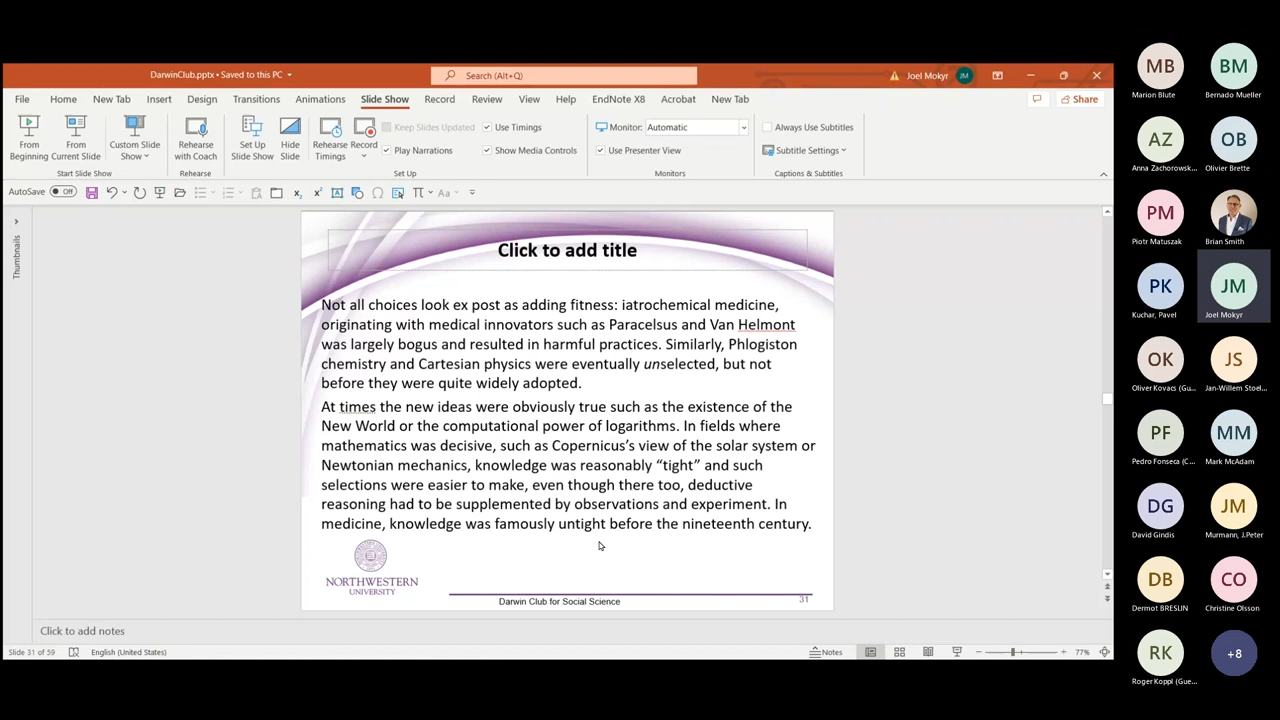 DarwinClub.pptx • Saved to this PC
Search (Alt+Q)
Joel Mokyr
JM
File Home New Tab Insert Design Transitions Animations Slide Show Record Review View Help EndNote X8 Acrobat New Tab
Share
From Beginning
From Current Slide
Custom Slide Show
Start Slide Show
Rehearse with Coach
Rehearse
Set Up Slide Show
Hide Slide
Rehearse Timings
Record
Keep Slides Updated
Use Timings
Play Narrations
Show Media Controls
Set Up
Monitor: Automatic
Use Presenter View
Monitors
Always Use Subtitles
Subtitle Settings
Captions & Subtitles
AutoSave Off
Thumbnails
Click to add title
Not all choices look ex post as adding fitness: iatrochemical medicine,
originating with medical innovators such as Paracelsus and Van Helmont
was largely bogus and resulted in harmful practices. Similarly, Phlogiston
chemistry and Cartesian physics were eventually unselected, but not
before they were quite widely adopted.
At times the new ideas were obviously true such as the existence of the
New World or the computational power of logarithms. In fields where
mathematics was decisive, such as Copernicus's view of the solar system or
Newtonian mechanics, knowledge was reasonably “tight” and such
selections were easier to make, even though there too, deductive
reasoning had to be supplemented by observations and experiment. In
medicine, knowledge was famously untight before the nineteenth century.
NORTHWESTERN
UNIVERSITY
Darwin Club for Social Science
31
Click to add notes
Slide 31 of 59
English (United States)
Notes
77%
MB
Marion Blute
BM
Bernado Mueller
AZ
Anna Zachorowsk...
OB
Olivier Brette
PM
Piotr Matuszak
Brian Smith
PK
Kuchar, Pavel
JM
Joel Mokyr
OK
Oliver Kovacs (Gu...
JS
Jan-Willem Stoel...
PF
Pedro Fonseca (C...
MM
Mark McAdam
DG
David Gindis
JM
Murmann, J.Peter
DB
Dermot BRESLIN
CO
Christine Olsson
RK
Roger Koppl (Gue...
+8